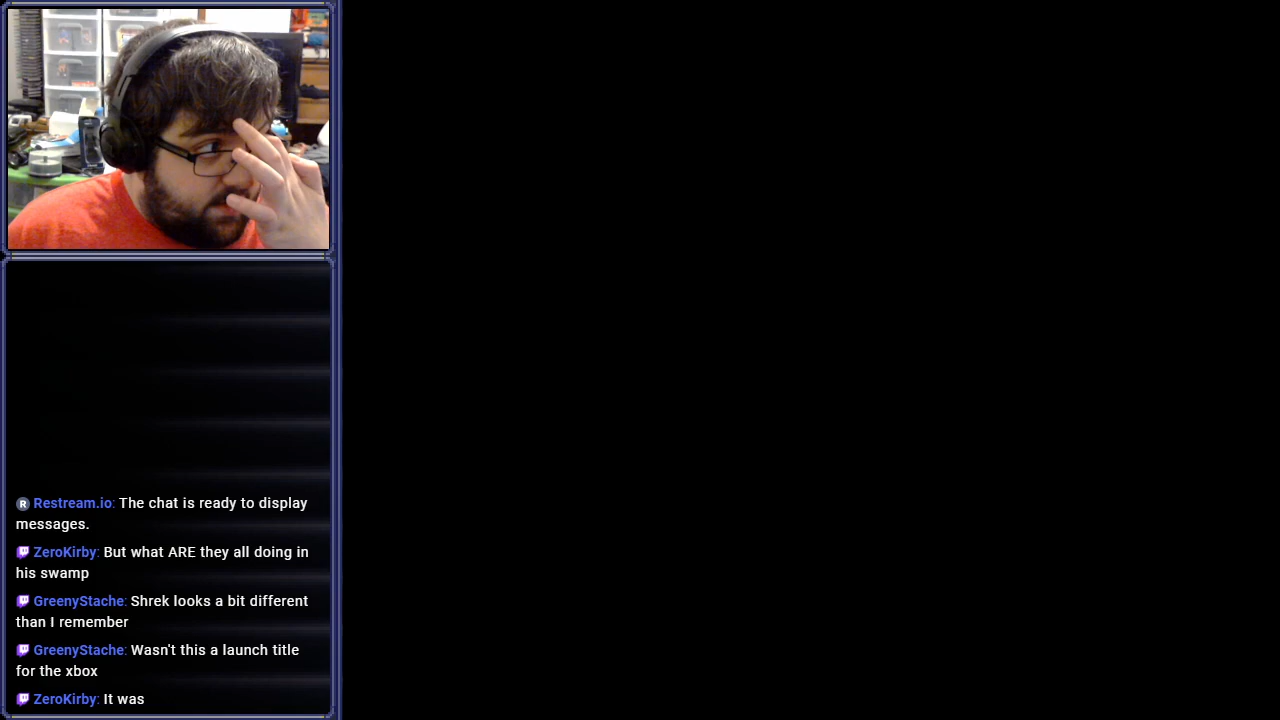 Restream.io: The chat is ready to display
messages.
ZeroKirby: But what ARE they all doing in
his swamp
GreenyStache: Shrek looks a bit different
than I remember
GreenyStache: Wasn't this a launch title
for the xbox
ZeroKirby: It was